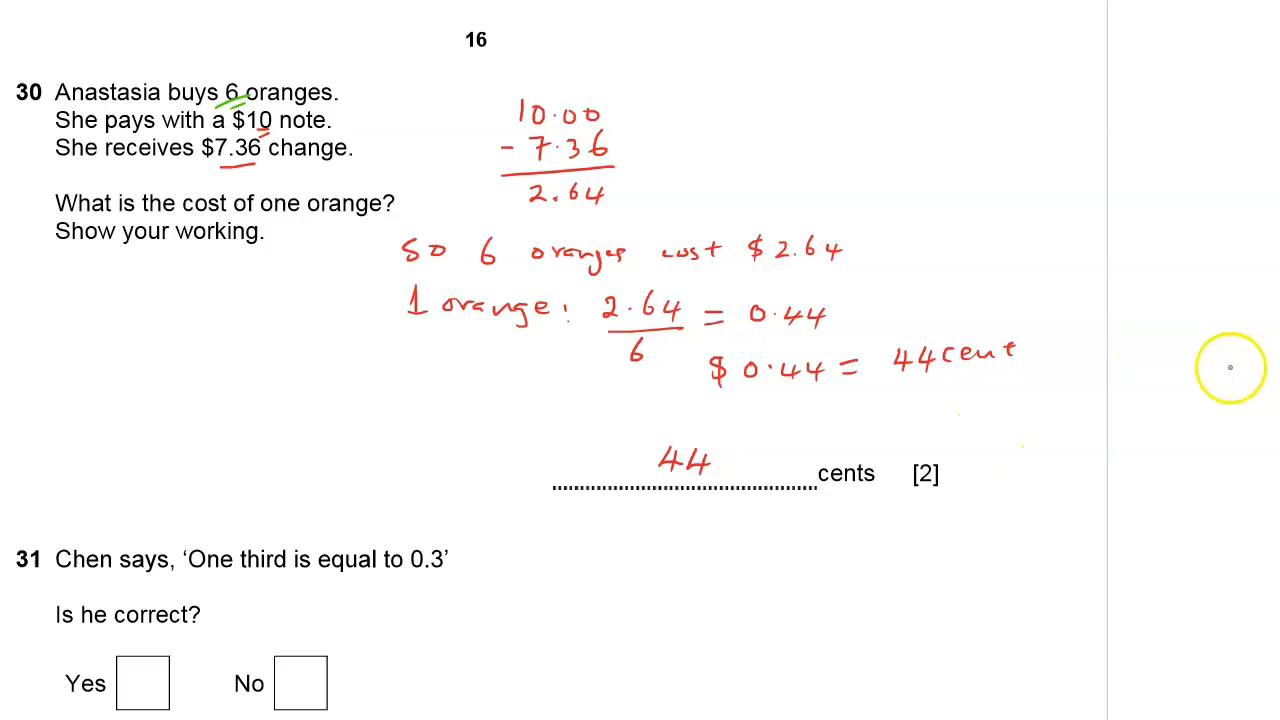 16
30 Anastasia buys 6 oranges.
She pays with a $10 note.
She receives $7.36 change.
What is the cost of one orange?
Show your working.
10.00
- 7.36
2.64
So 6 oranges cost $2.64
1 orange: 2.64
6
= 0.44
$0.44 = 44 cent
44
cents [2]
31 Chen says, ‘One third is equal to 0.3’
Is he correct?
Yes No